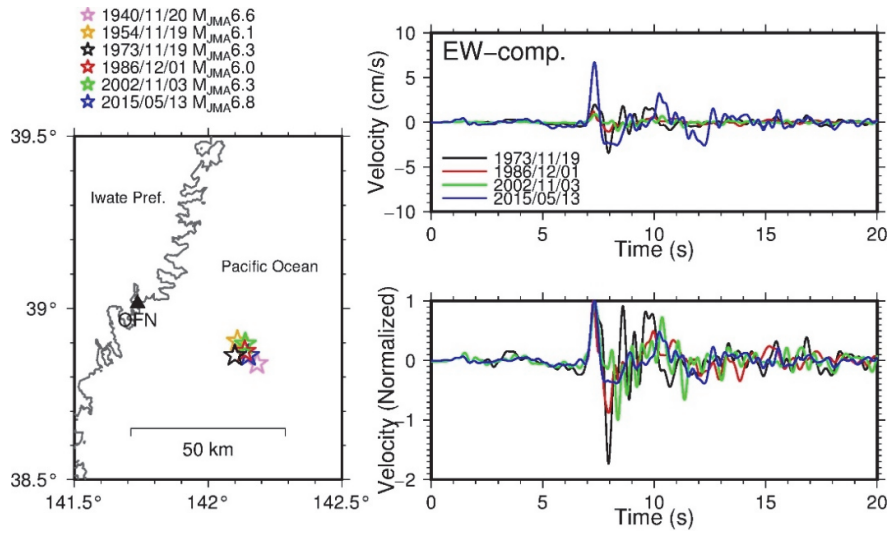 1940/11/20 MJMA6.6
1954/11/19 MJMA6.1
1973/11/19 MJMA6.3
1986/12/01 MJMA6.0
2002/11/03 MJMA6.3
2015/05/13 MJMA6.8
39.5°
39°
38.5°
141.5°
142°
142.5°
Iwate Pref.
Pacific Ocean
OFN
50 km
EW-comp.
Velocity (cm/s)
10
5
0
-5
-10
1973/11/19
1986/12/01
2002/11/03
2015/05/13
0
5
10
15
20
Time (s)
Velocity (Normalized)
1
0
-1
-2
0
5
10
15
20
Time (s)